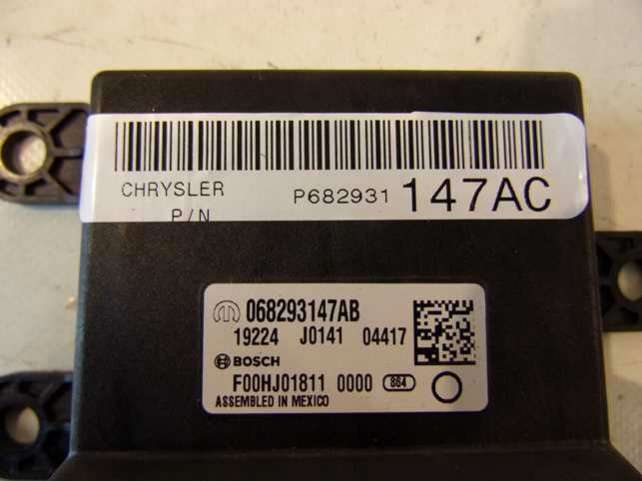 CHRYSLER P682931 147AC
P/N
068293147AB
19224 J0141 04417
BOSCH
F00HJ01811 0000 864
ASSEMBLED IN MEXICO